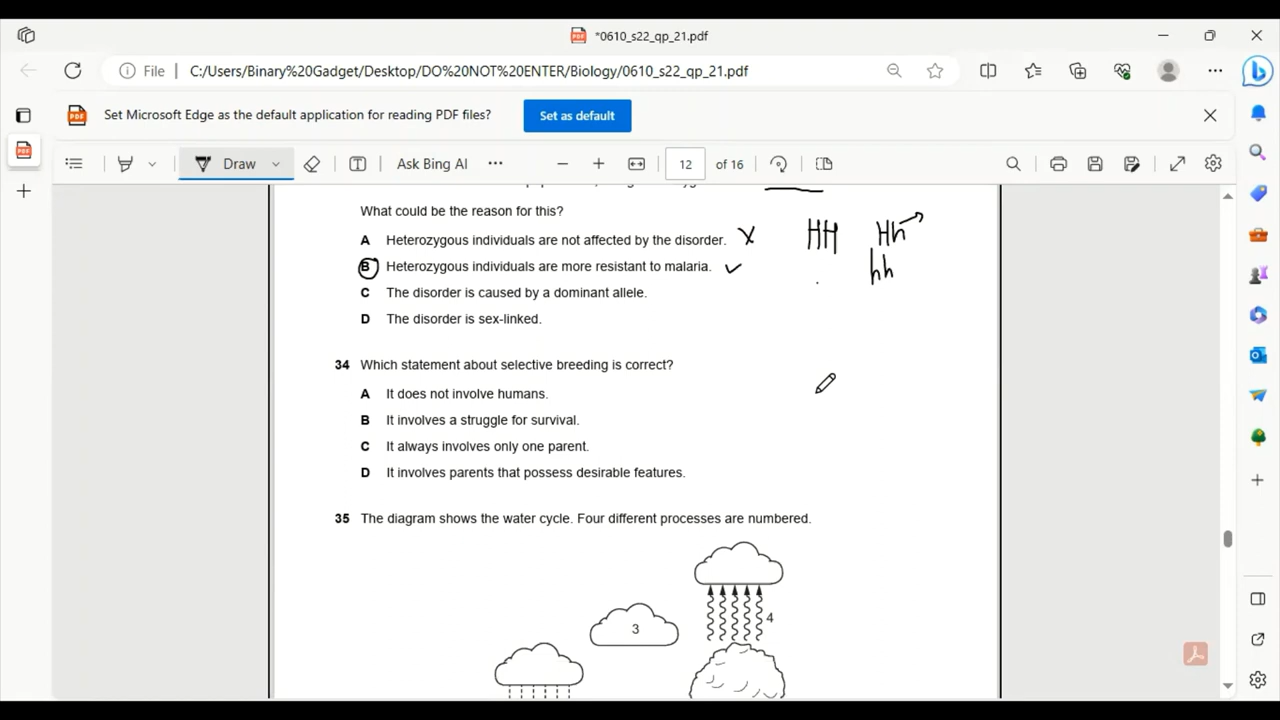 *0610_s22_qp_21.pdf
File C:/Users/Binary%20Gadget/Desktop/DO%20NOT%20ENTER/Biology/0610_s22_qp_21.pdf
Set Microsoft Edge as the default application for reading PDF files? Set as default
Draw Ask Bing AI 12 of 16
What could be the reason for this?
A Heterozygous individuals are not affected by the disorder. X HH Hh
B Heterozygous individuals are more resistant to malaria. hh
C The disorder is caused by a dominant allele.
D The disorder is sex-linked.
34 Which statement about selective breeding is correct?
A It does not involve humans.
B It involves a struggle for survival.
C It always involves only one parent.
D It involves parents that possess desirable features.
35 The diagram shows the water cycle. Four different processes are numbered.
3
4